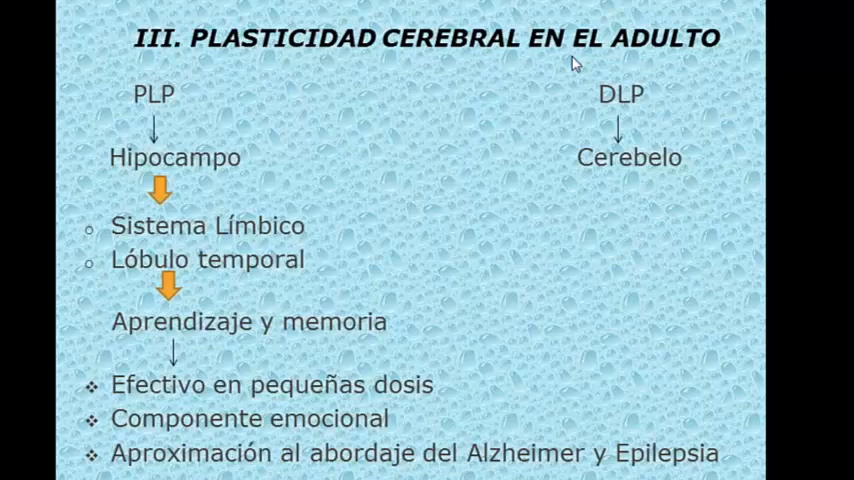 III. PLASTICIDAD CEREBRAL EN EL ADULTO
PLP DLP
Hipocampo Cerebelo
Sistema Límbico
Lóbulo temporal
Aprendizaje y memoria
Efectivo en pequeñas dosis
Componente emocional
Aproximación al abordaje del Alzheimer y Epilepsia